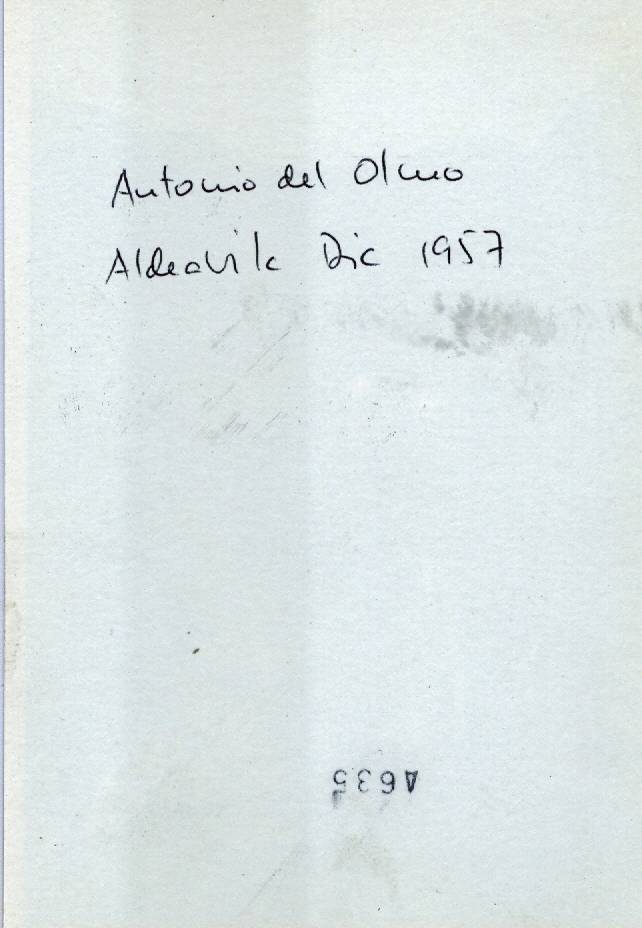 Antonio del Olmo
Aldeavila Dic 1957
A635